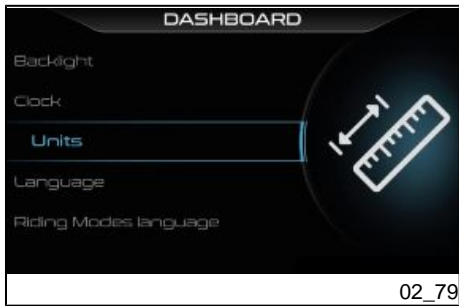 DASHBOARD
Backlight
Clock
Units
Language
Riding Modes language
02_79